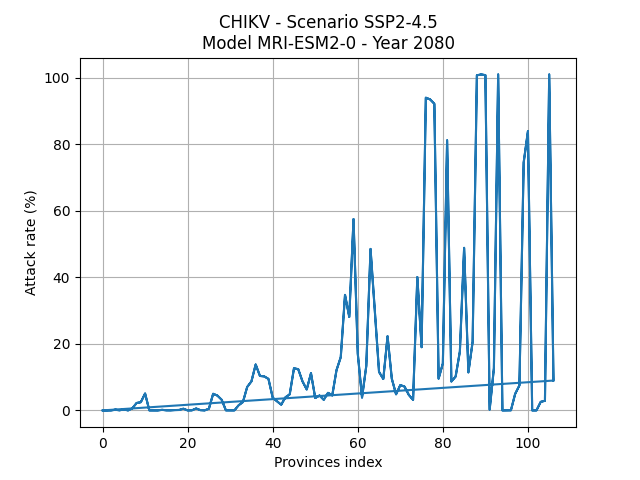 CHIKV - Scenario SSP2-4.5
Model MRI-ESM2-0 - Year 2080
100
80
60
40
20
0
Attack rate (%)
0 20 40 60 80 100
Provinces index